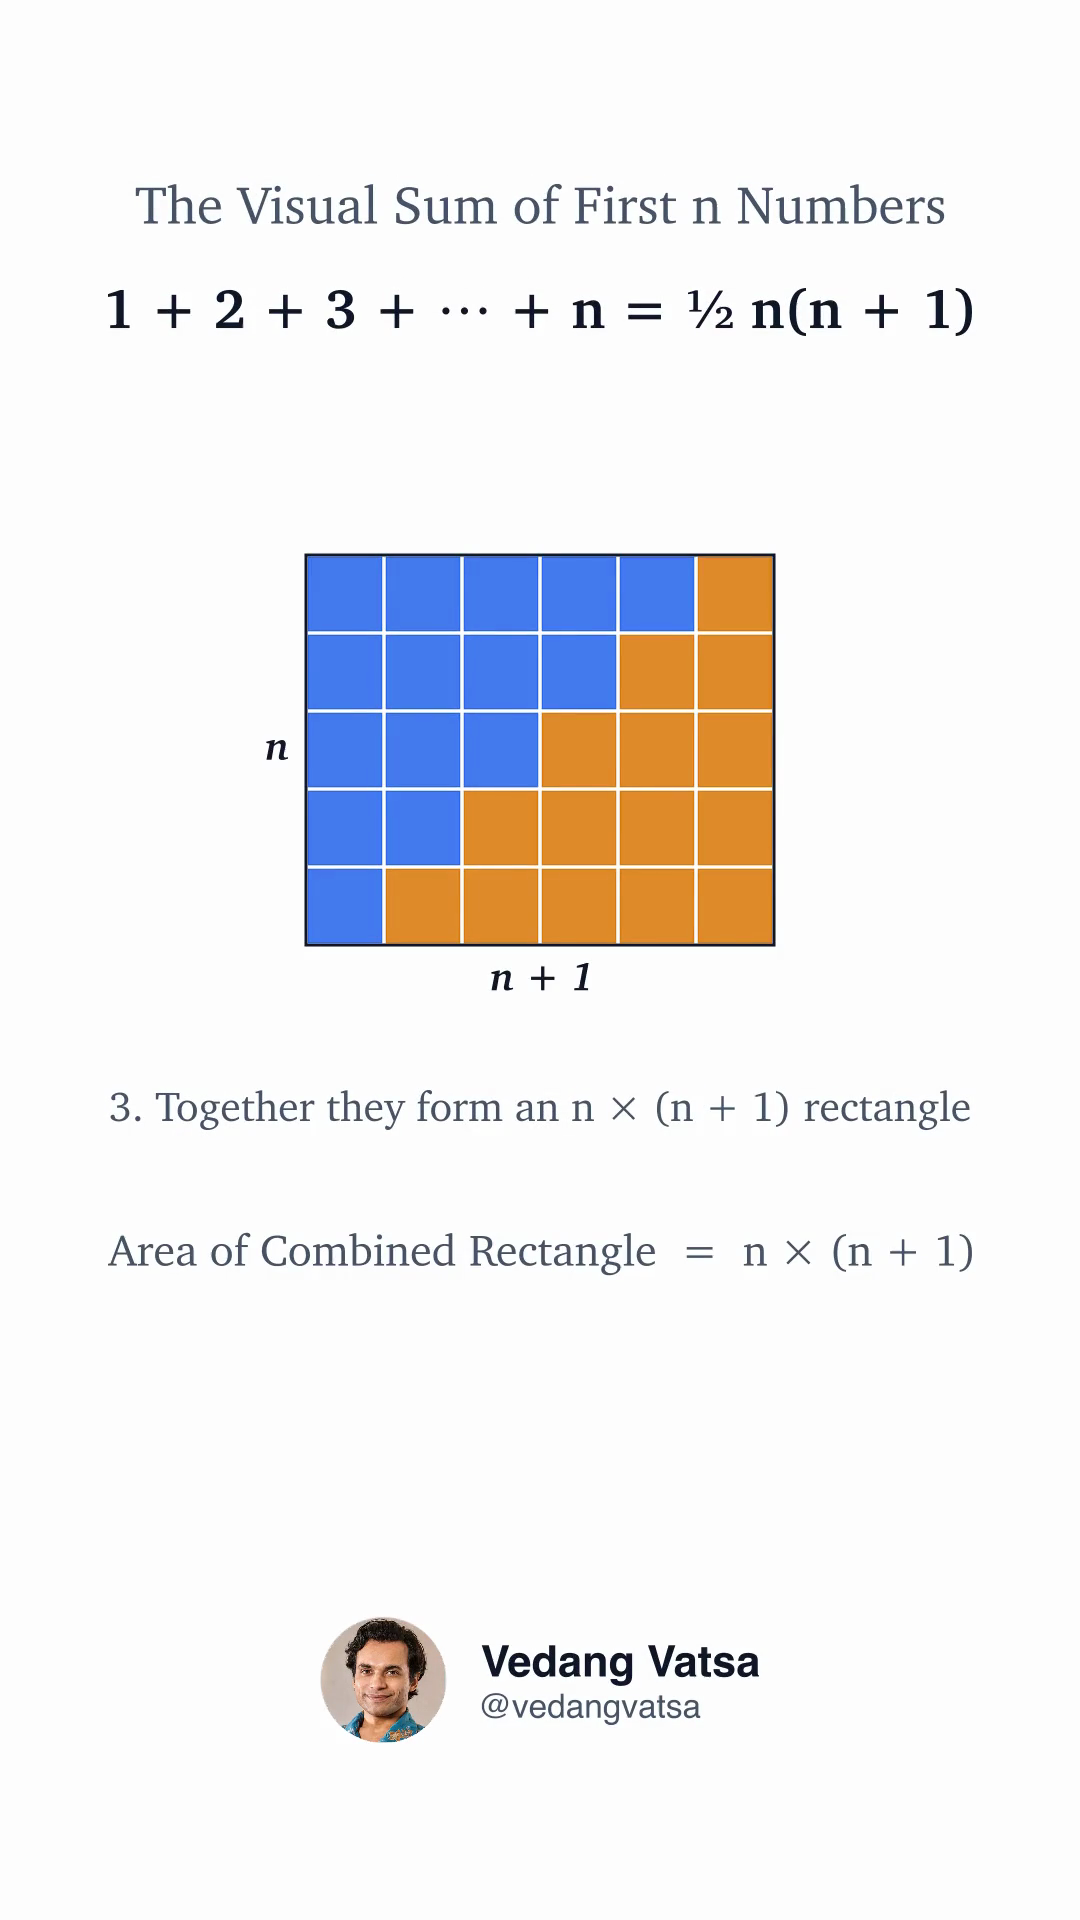 The Visual Sum of First n Numbers
1 + 2 + 3 + ⋯ + n = ½ n(n + 1)
n
n + 1
3. Together they form an n × (n + 1) rectangle
Area of Combined Rectangle = n × (n + 1)
Vedang Vatsa
@vedangvatsa